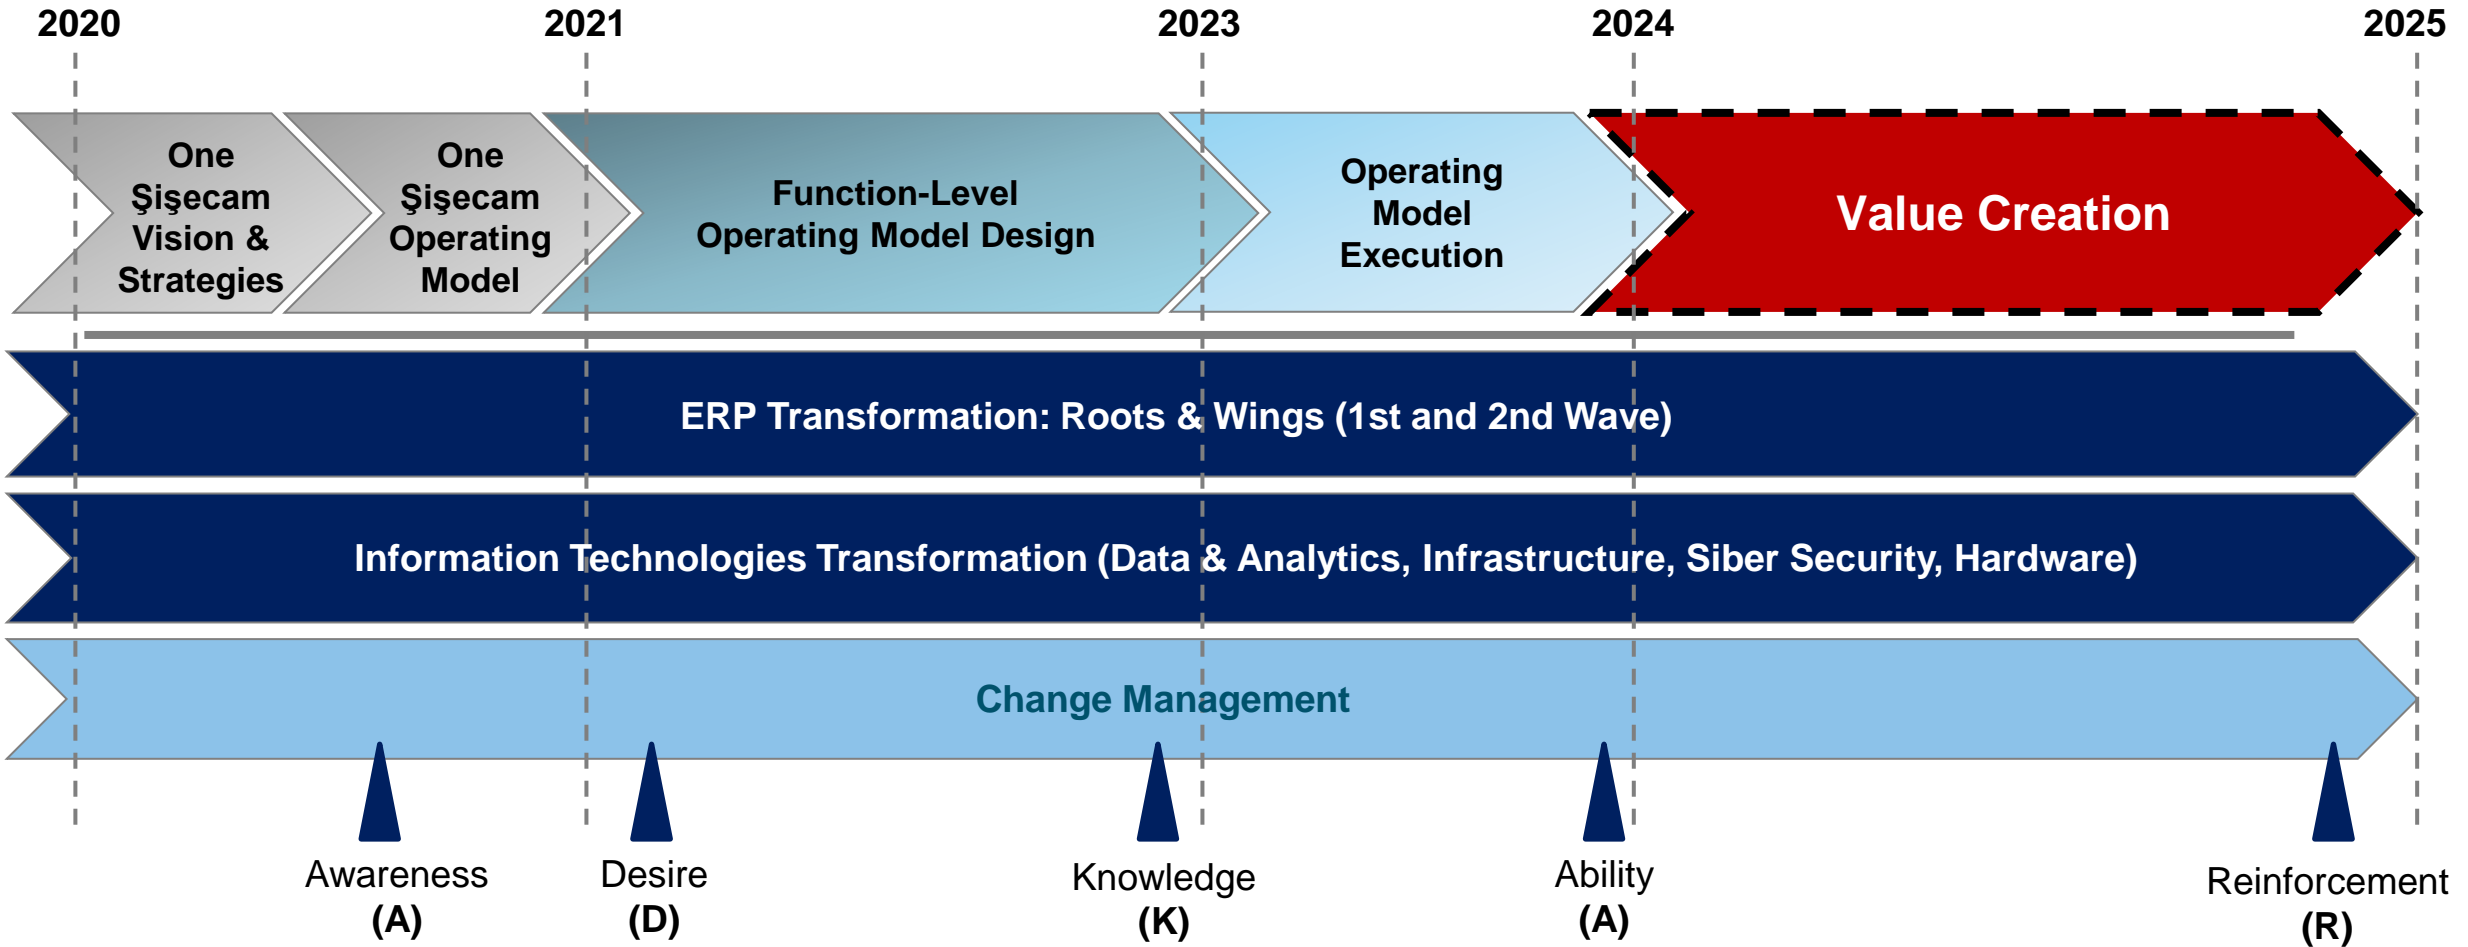 2020
2021
2023
2024
2025
One
Şişecam
Vision &
Strategies
One
Şişecam
Operating
Model
Function-Level
Operating Model Design
Operating
Model
Execution
Value Creation
ERP Transformation: Roots & Wings (1st and 2nd Wave)
Information Technologies Transformation (Data & Analytics, Infrastructure, Siber Security, Hardware)
Change Management
Awareness
(A)
Desire
(D)
Knowledge
(K)
Ability
(A)
Reinforcement
(R)